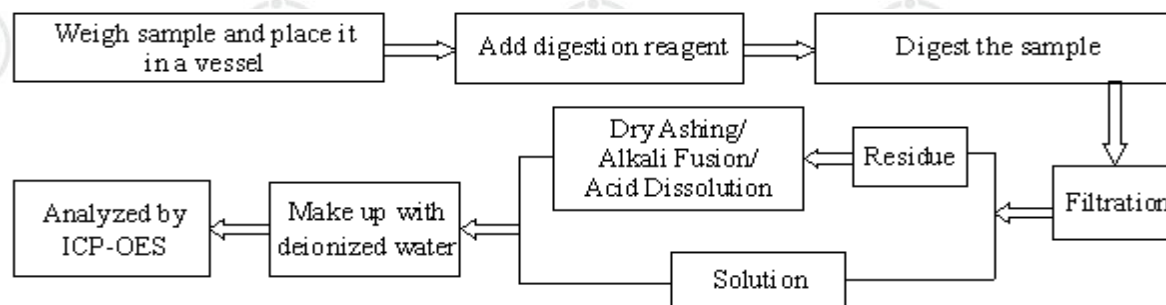 Weigh sample and place it
in a vessel
Add digestion reagent
Digest the sample
Filtration
Residue
Dry Ashing/
Alkali Fusion/
Acid Dissolution
Solution
Make up with
deionized water
Analyzed by
ICP-OES